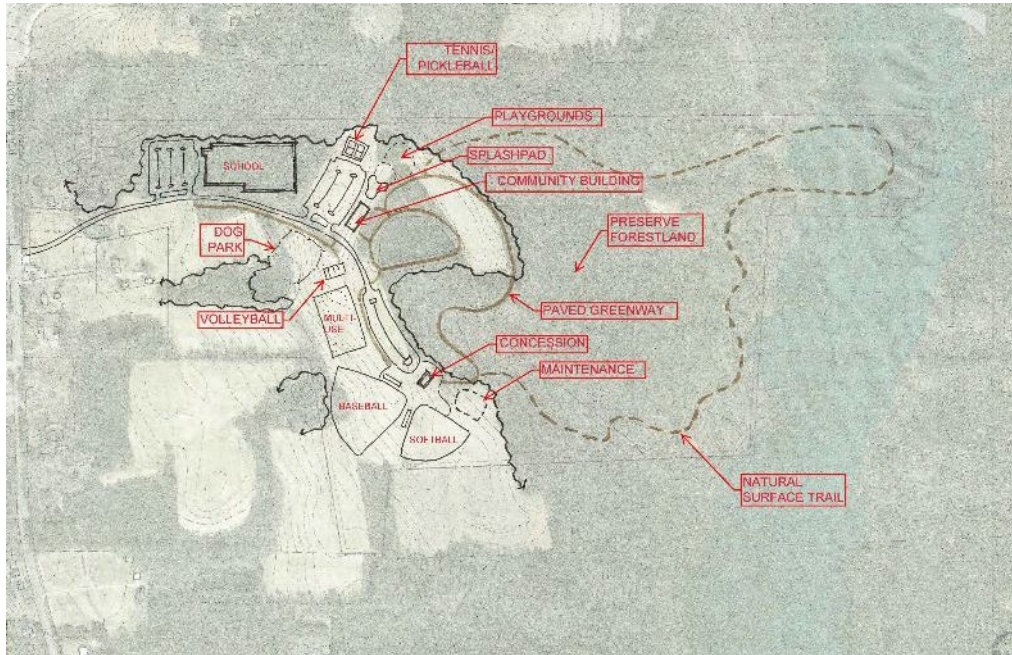 TENNIS/
PICKLEBALL
PLAYGROUNDS
SPLASHPAD
SCHOOL
COMMUNITY BUILDING
DOG
PARK
PRESERVE
FORESTLAND
VOLLEYBALL
MULTI-
USE
PAVED GREENWAY
CONCESSION
MAINTENANCE
BASEBALL
SOFTBALL
NATURAL
SURFACE TRAIL